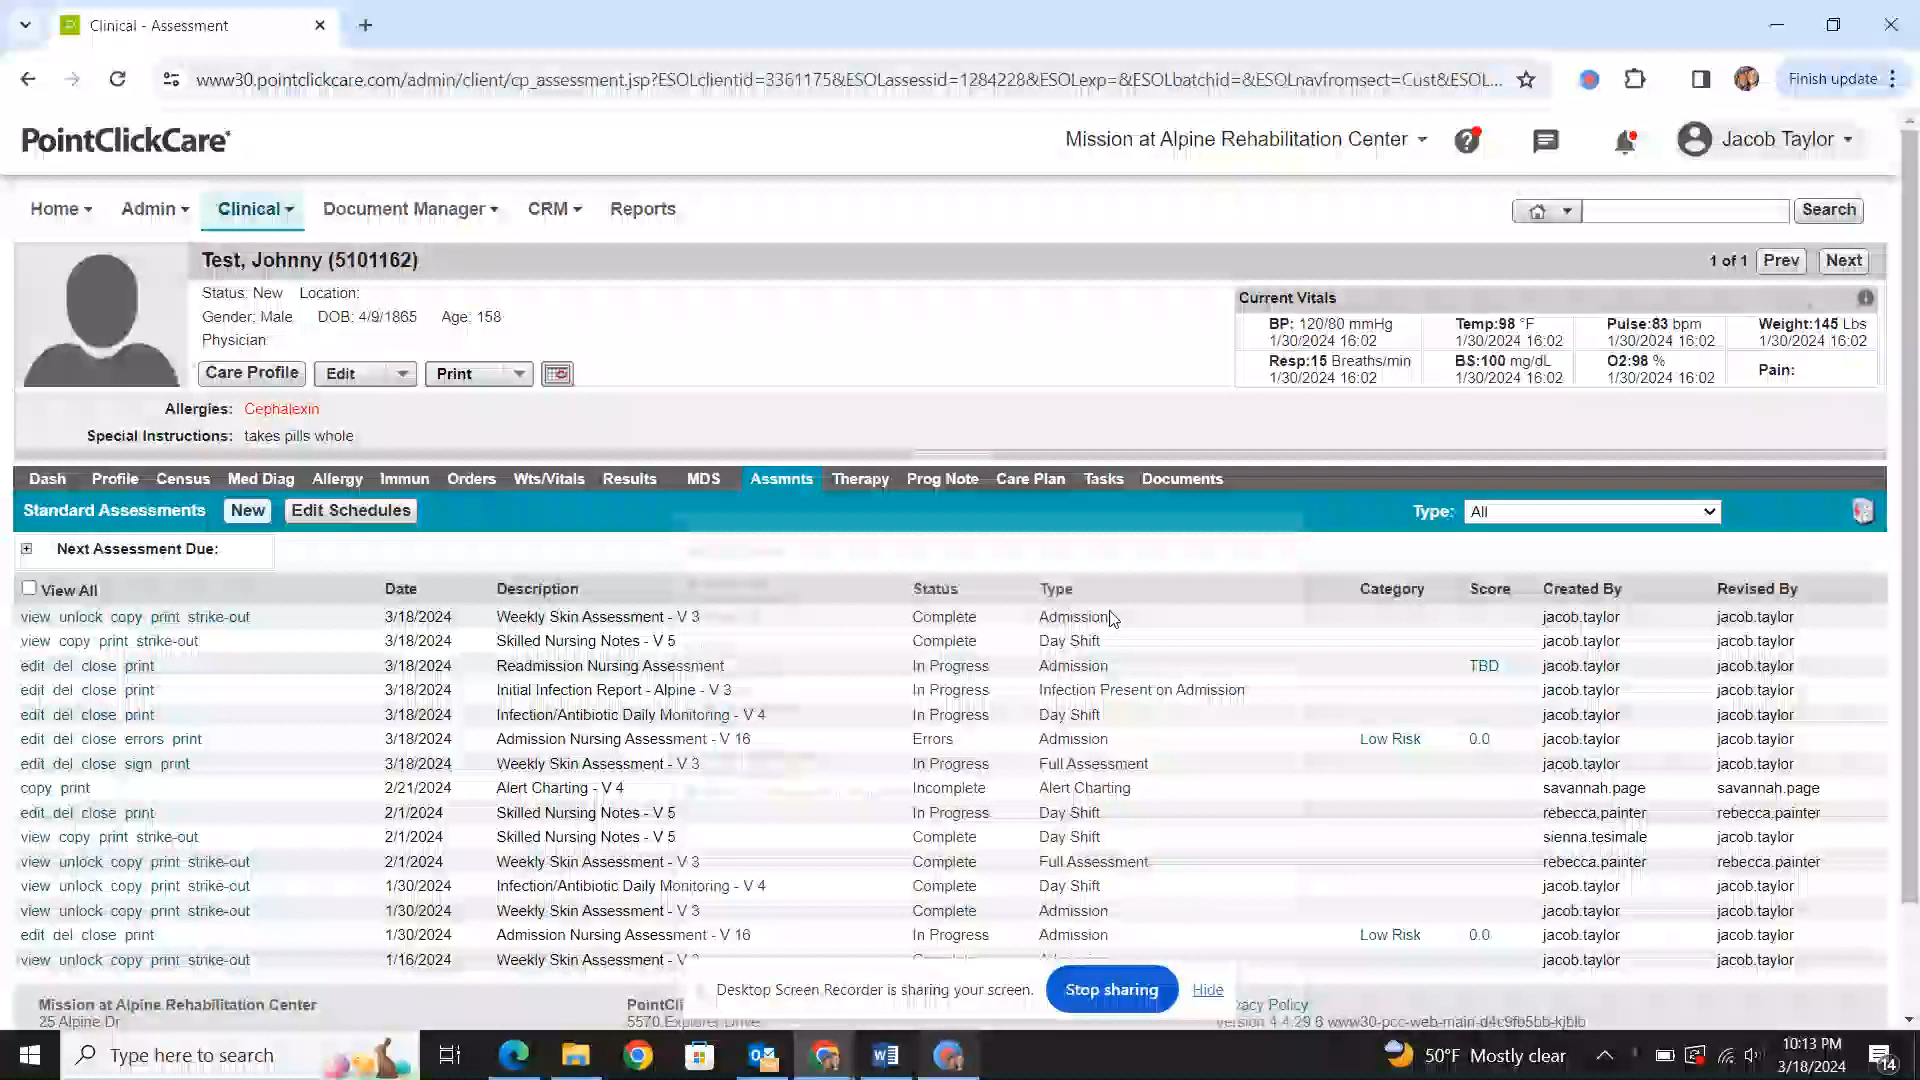 Clinical - Assessment
www30.pointclickcare.com/admin/client/cp_assessment.jsp?ESOLclientid=3361175&ESOLassessid=1284228&ESOLexp=&ESOLbatchid=&ESOLnavfromsect=Cust&ESOL...
Finish update
PointClickCare®
Mission at Alpine Rehabilitation Center
Jacob Taylor
Home Admin Clinical Document Manager CRM Reports
Search
Test, Johnny (5101162)
1 of 1 Prev Next
Status: New Location:
Gender: Male DOB: 4/9/1865 Age: 158
Physician:
Care Profile Edit Print
Current Vitals
BP: 120/80 mmHg Temp:98 °F Pulse:83 bpm Weight:145 Lbs
1/30/2024 16:02 1/30/2024 16:02 1/30/2024 16:02 1/30/2024 16:02
Resp:15 Breaths/min BS:100 mg/dL O2:98 % Pain:
1/30/2024 16:02 1/30/2024 16:02 1/30/2024 16:02
Allergies: Cephalexin
Special Instructions: takes pills whole
Dash Profile Census Med Diag Allergy Immun Orders Wts/Vitals Results MDS Assmnts Therapy Prog Note Care Plan Tasks Documents
Standard Assessments New Edit Schedules Type: All
Next Assessment Due:
View All Date Description Status Type Category Score Created By Revised By
view unlock copy print strike-out 3/18/2024 Weekly Skin Assessment - V 3 Complete Admission jacob.taylor jacob.taylor
view copy print strike-out 3/18/2024 Skilled Nursing Notes - V 5 Complete Day Shift jacob.taylor jacob.taylor
edit del close print 3/18/2024 Readmission Nursing Assessment In Progress Admission TBD jacob.taylor jacob.taylor
edit del close print 3/18/2024 Initial Infection Report - Alpine - V 3 In Progress Infection Present on Admission jacob.taylor jacob.taylor
edit del close print 3/18/2024 Infection/Antibiotic Daily Monitoring - V 4 In Progress Day Shift jacob.taylor jacob.taylor
edit del close errors print 3/18/2024 Admission Nursing Assessment - V 16 Errors Admission Low Risk 0.0 jacob.taylor jacob.taylor
edit del close sign print 3/18/2024 Weekly Skin Assessment - V 3 In Progress Full Assessment jacob.taylor jacob.taylor
copy print 2/21/2024 Alert Charting - V 4 Incomplete Alert Charting savannah.page savannah.page
edit del close print 2/1/2024 Skilled Nursing Notes - V 5 In Progress Day Shift rebecca.painter rebecca.painter
view copy print strike-out 2/1/2024 Skilled Nursing Notes - V 5 Complete Day Shift sienna.tesimale jacob.taylor
view unlock copy print strike-out 2/1/2024 Weekly Skin Assessment - V 3 Complete Full Assessment rebecca.painter rebecca.painter
view unlock copy print strike-out 1/30/2024 Infection/Antibiotic Daily Monitoring - V 4 Complete Day Shift jacob.taylor jacob.taylor
view unlock copy print strike-out 1/30/2024 Weekly Skin Assessment - V 3 Complete Admission jacob.taylor jacob.taylor
edit del close print 1/30/2024 Admission Nursing Assessment - V 16 In Progress Admission Low Risk 0.0 jacob.taylor jacob.taylor
view unlock copy print strike-out 1/16/2024 Weekly Skin Assessment - V jacob.taylor jacob.taylor
Desktop Screen Recorder is sharing your screen. Stop sharing Hide
Mission at Alpine Rehabilitation Center PointCli vacy Policy
25 Alpine Dr 5570 Explorer Drive version 4.4.29.6
Type here to search
50°F Mostly clear
10:13 PM
3/18/2024
14